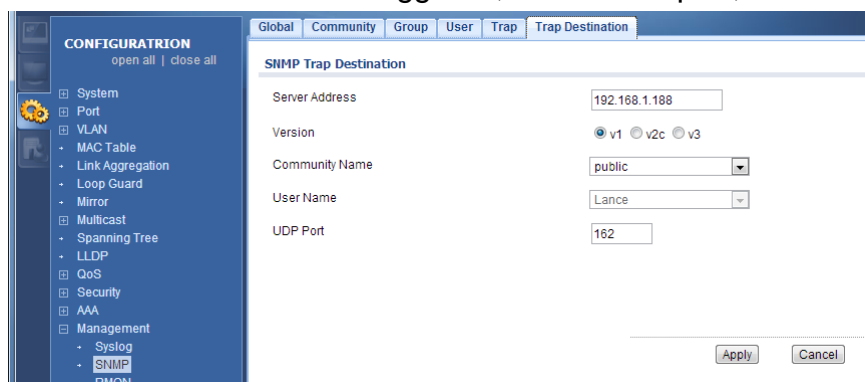 Global Community Group User Trap Trap Destination
CONFIGURATRION
open all | close all
SNMP Trap Destination
System
Port
VLAN
MAC Table
Link Aggregation
Loop Guard
Mirror
Multicast
Spanning Tree
LLDP
QoS
Security
AAA
Management
Syslog
SNMP
RMON
Server Address 192.168.1.188
Version v1 v2c v3
Community Name public
User Name Lance
UDP Port 162
Apply Cancel